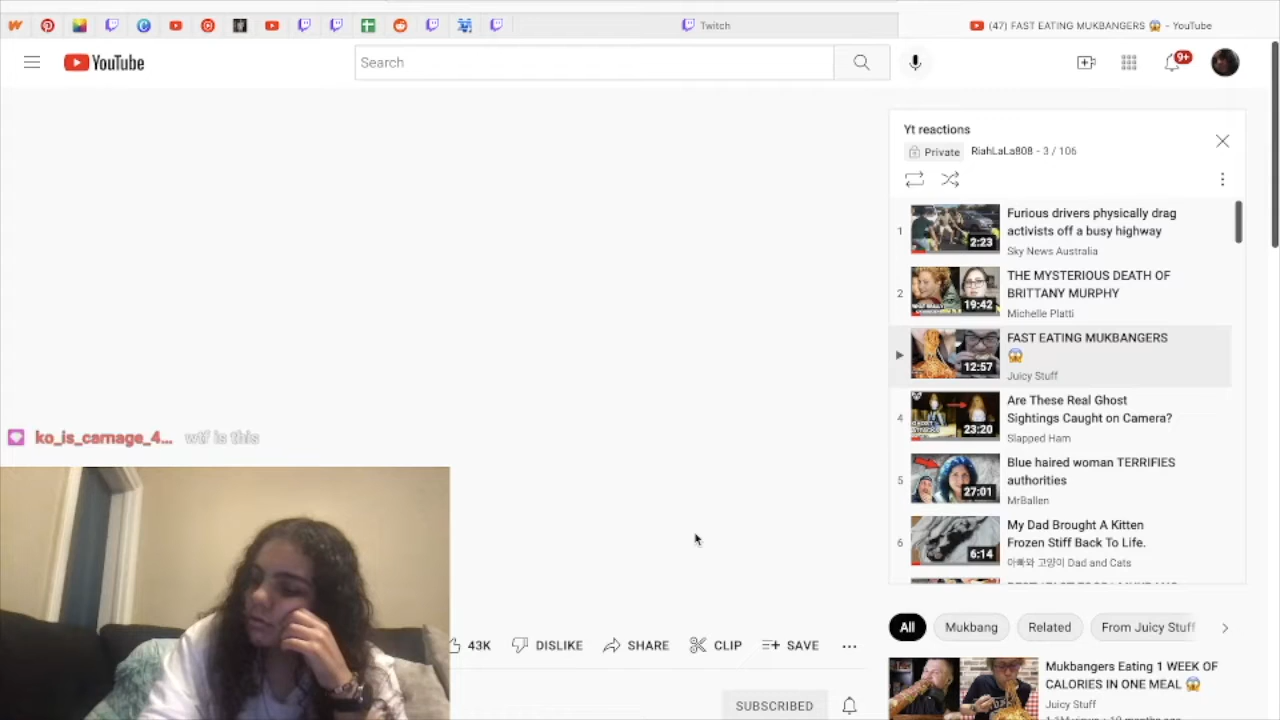 Twitch
(47) FAST EATING MUKBANGERS 😱 - YouTube
YouTube
Search
9+
Yt reactions
Private RiahLaLa808 - 3 / 106
1
2:23
Furious drivers physically drag
activists off a busy highway
Sky News Australia
2
19:42
THE MYSTERIOUS DEATH OF
BRITTANY MURPHY
Michelle Platti
12:57
FAST EATING MUKBANGERS
😱
Juicy Stuff
4
23:20
Are These Real Ghost
Sightings Caught on Camera?
Slapped Ham
5
27:01
Blue haired woman TERRIFIES
authorities
MrBallen
6
6:14
My Dad Brought A Kitten
Frozen Stiff Back To Life.
아빠와 고양이 Dad and Cats
ko_is_carnage_4... wtf is this
43K DISLIKE SHARE CLIP SAVE
SUBSCRIBED
All Mukbang Related From Juicy Stuff
Mukbangers Eating 1 WEEK OF
CALORIES IN ONE MEAL 😱
Juicy Stuff